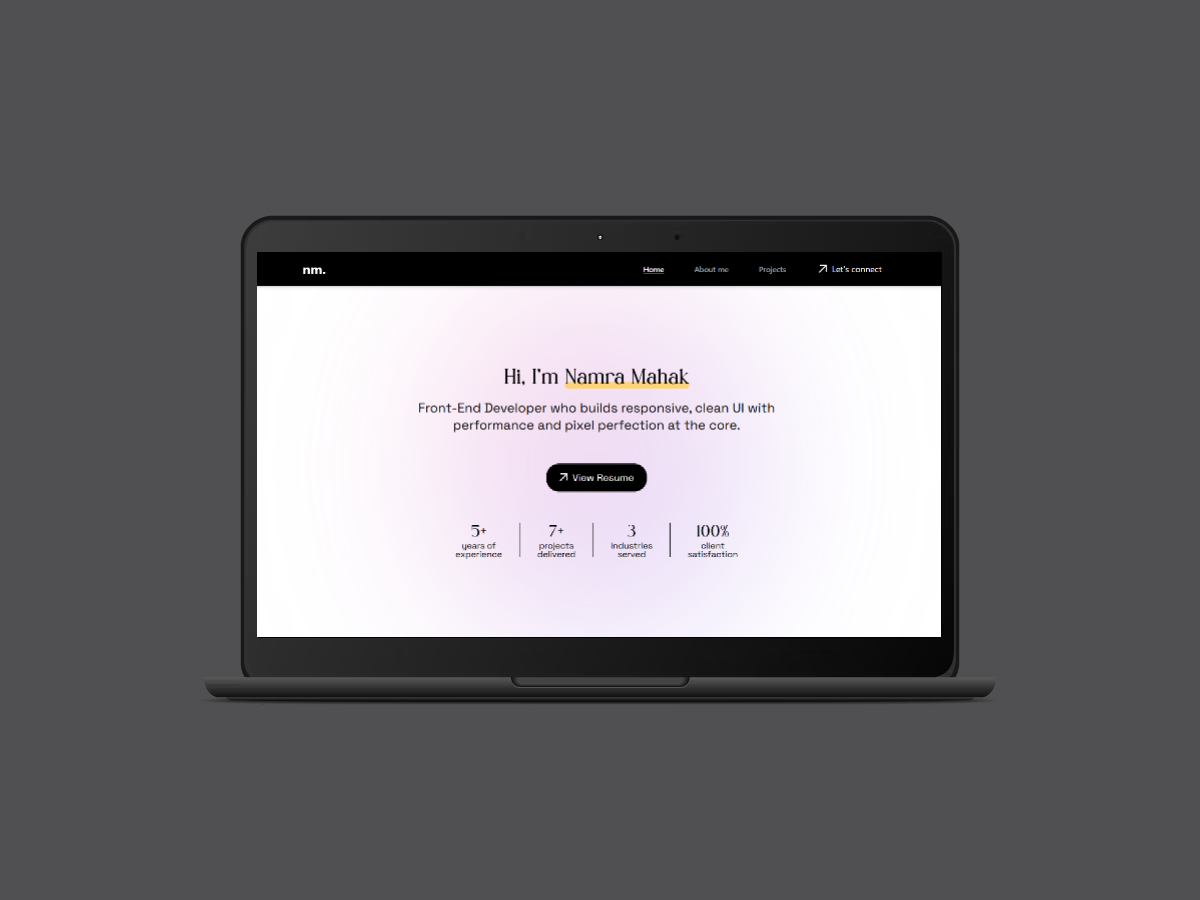 nm.
Home
About me
Projects
Let's connect
Hi, I'm Namra Mahak
Front-End Developer who builds responsive, clean UI with
performance and pixel perfection at the core.
View Resume
5+
years of
experience
7+
projects
delivered
3
industries
served
100%
client
satisfaction